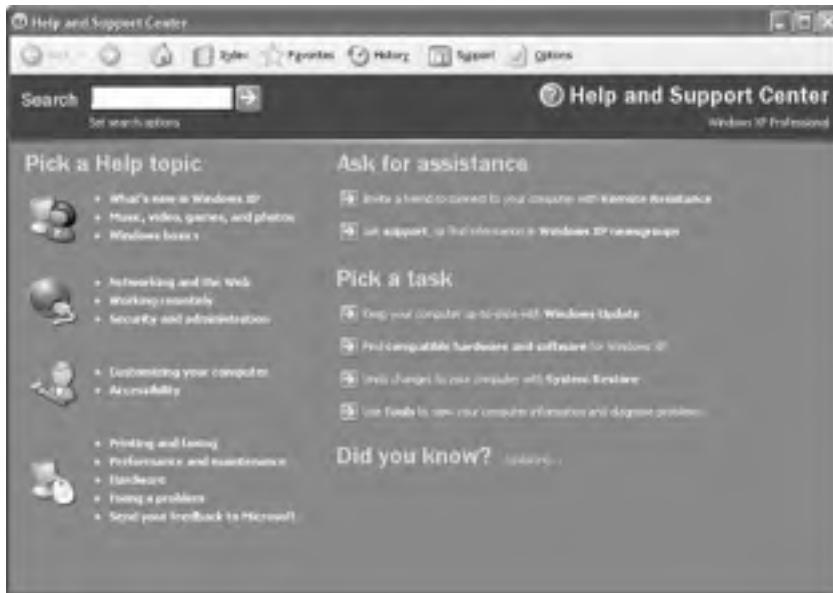 Help and Support Center
Back
Index
Favorites
History
Support
Options
Search
Set search options
Help and Support Center
Windows XP Professional
Pick a Help topic
What's new in Windows XP
Music, video, games, and photos
Windows basics
Networking and the Web
Working remotely
Security and administration
Customizing your computer
Accessibility
Printing and faxing
Performance and maintenance
Hardware
Fixing a problem
Send your feedback to Microsoft
Ask for assistance
Invite a friend to connect to your computer with Remote Assistance
Get support, or find information in Windows XP newsgroups
Pick a task
Keep your computer up-to-date with Windows Update
Find compatible hardware and software for Windows XP
Undo changes to your computer with System Restore
Use Tools to view your computer information and diagnose problems
Did you know?
Updating...